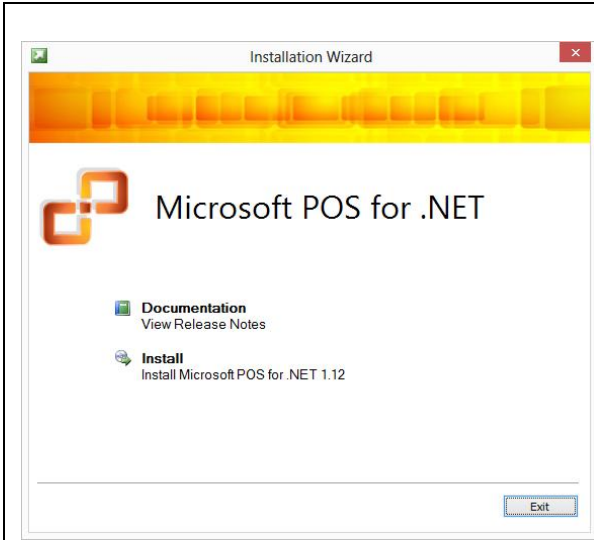 Installation Wizard
Microsoft POS for .NET
Documentation
View Release Notes
Install
Install Microsoft POS for .NET 1.12
Exit